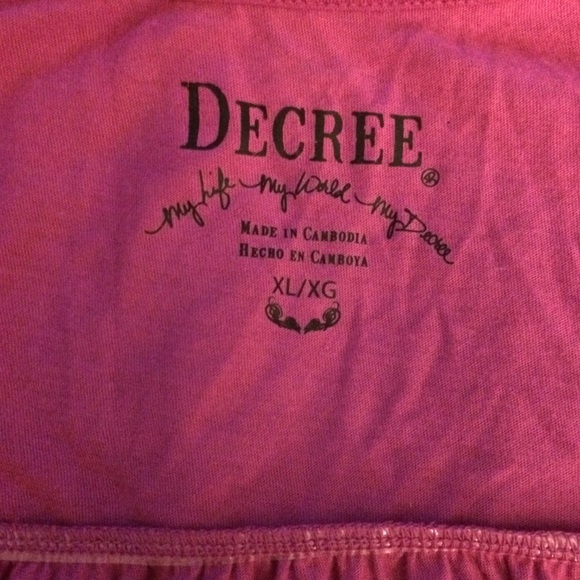 DECREE®
My Life My World My Decree
MADE IN CAMBODIA
HECHO EN CAMBOYA
XL/XG